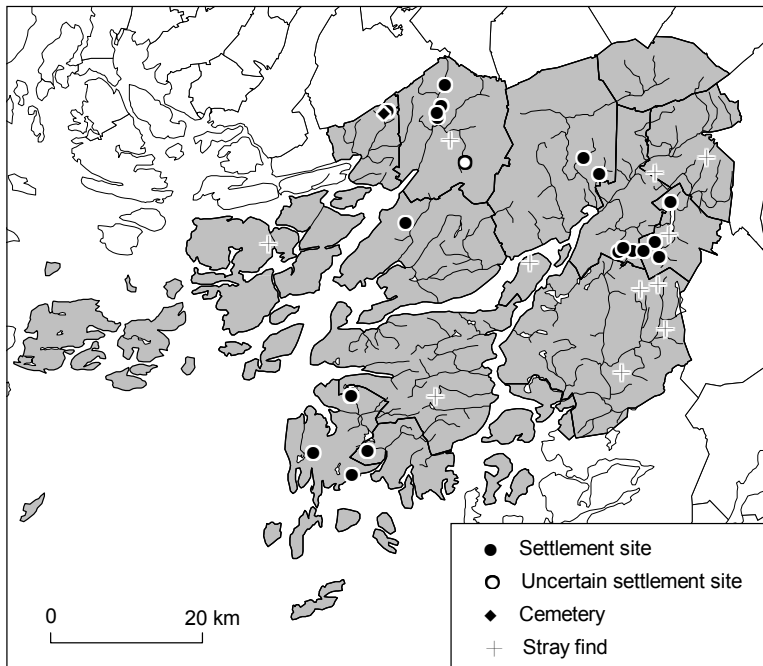 Settlement site
Uncertain settlement site
Cemetery
Stray find
0 20 km